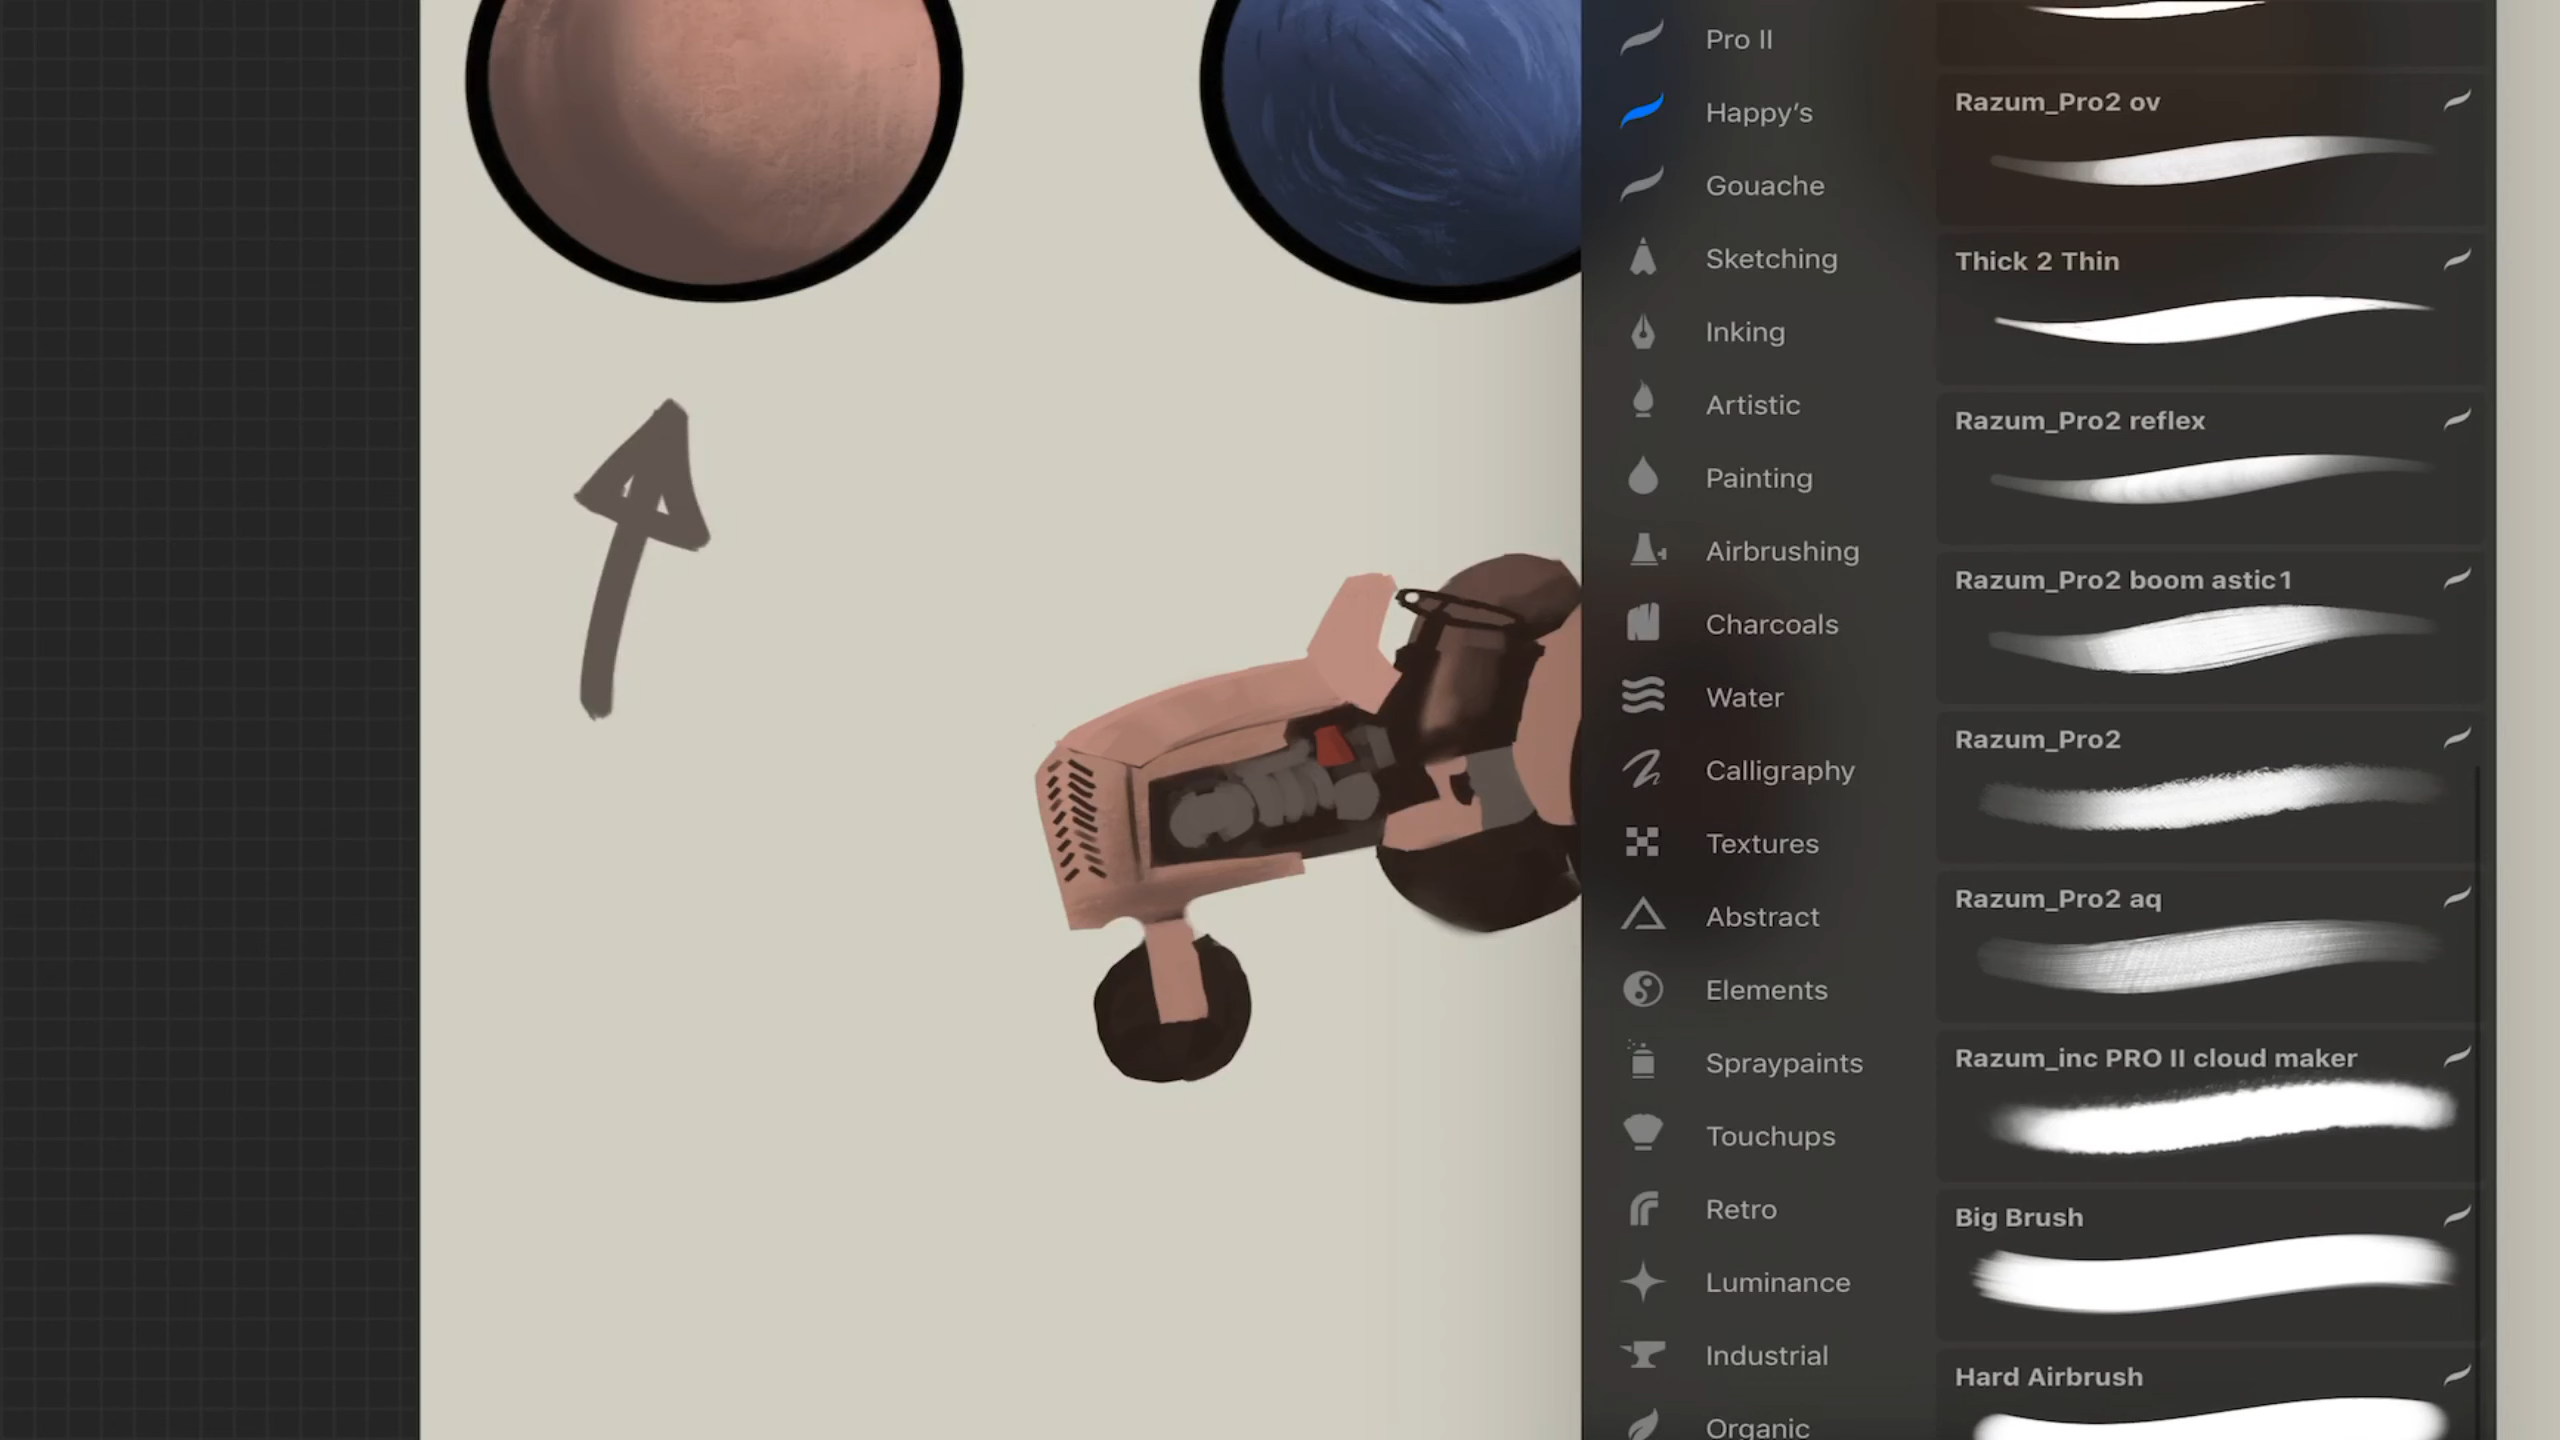 Pro II
Happy's
Gouache
Sketching
Inking
Artistic
Painting
Airbrushing
Charcoals
Water
Calligraphy
Textures
Abstract
Elements
Spraypaints
Touchups
Retro
Luminance
Industrial
Organic
Razum_Pro2 ov
Thick 2 Thin
Razum_Pro2 reflex
Razum_Pro2 boom astic1
Razum_Pro2
Razum_Pro2 aq
Razum_inc PRO II cloud maker
Big Brush
Hard Airbrush